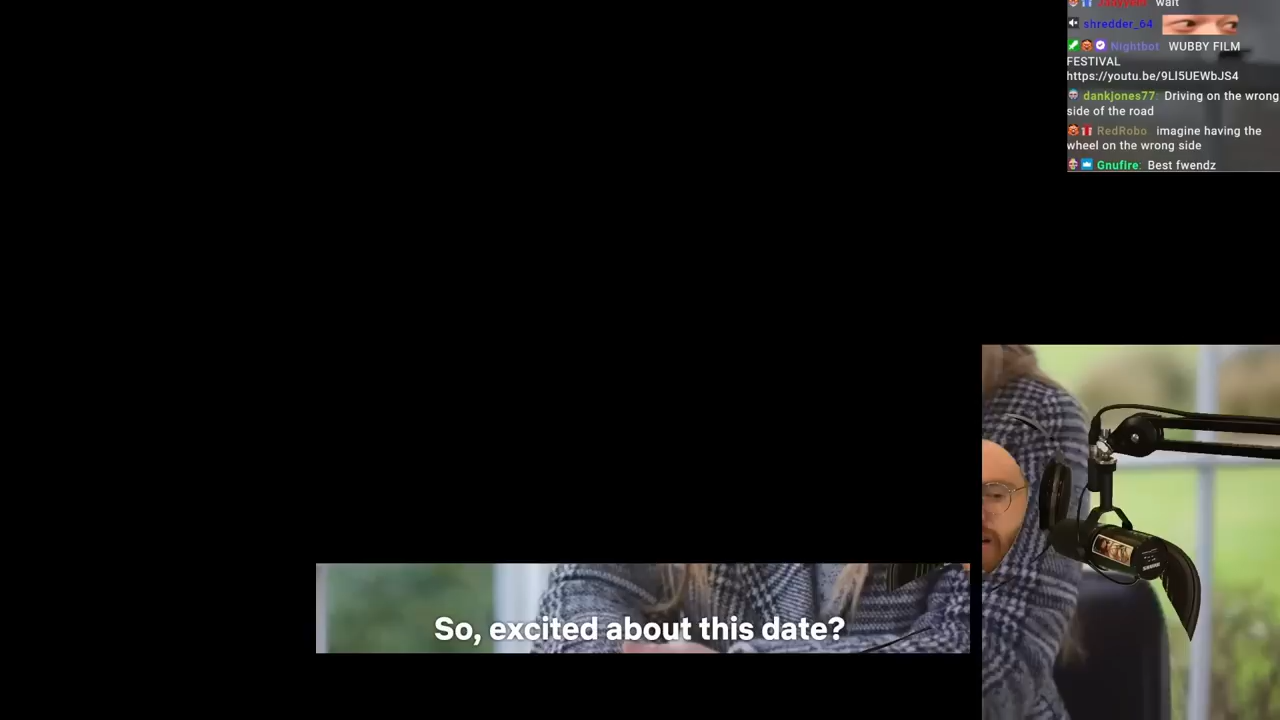 wait
shredder_64
Nightbot WUBBY FILM
FESTIVAL
https://youtu.be/9LI5UEWbJS4
dankjones77: Driving on the wrong
side of the road
RedRobo imagine having the
wheel on the wrong side
Gnufire: Best fwendz
SHURE
So, excited about this date?